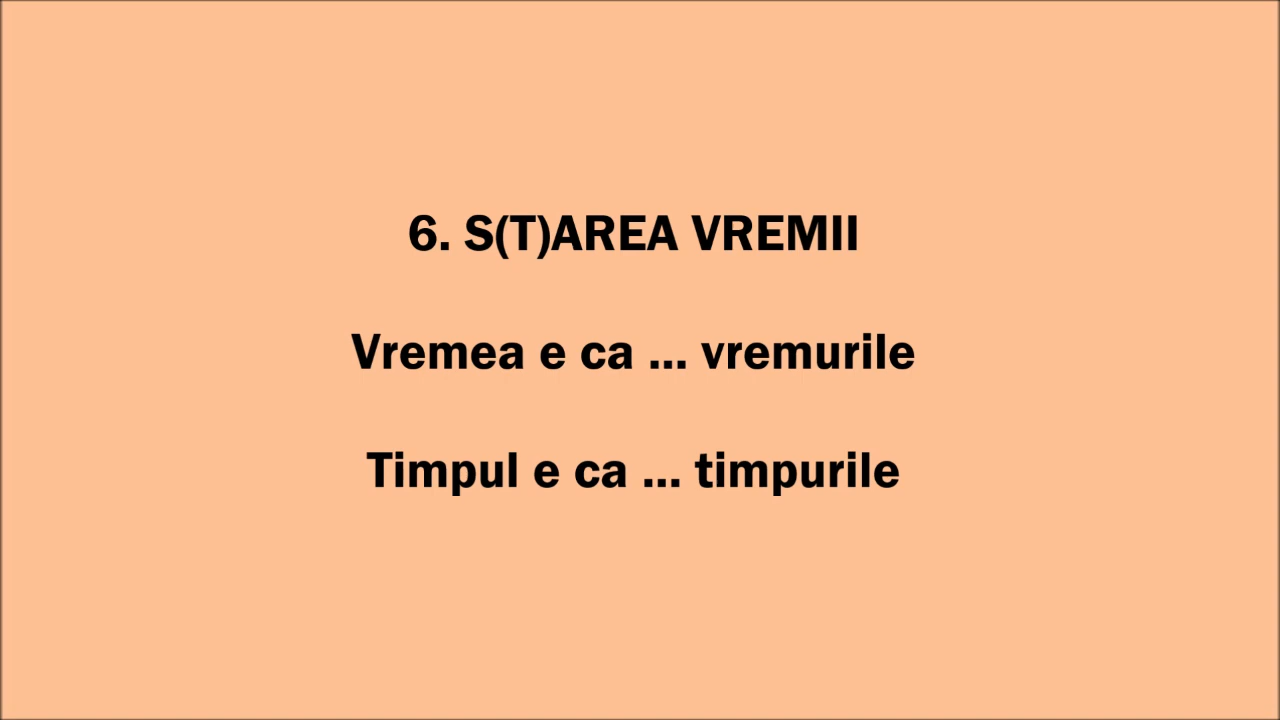 6. S(T)AREA VREMII
Vremea e ca ... vremurile
Timpul e ca ... timpurile